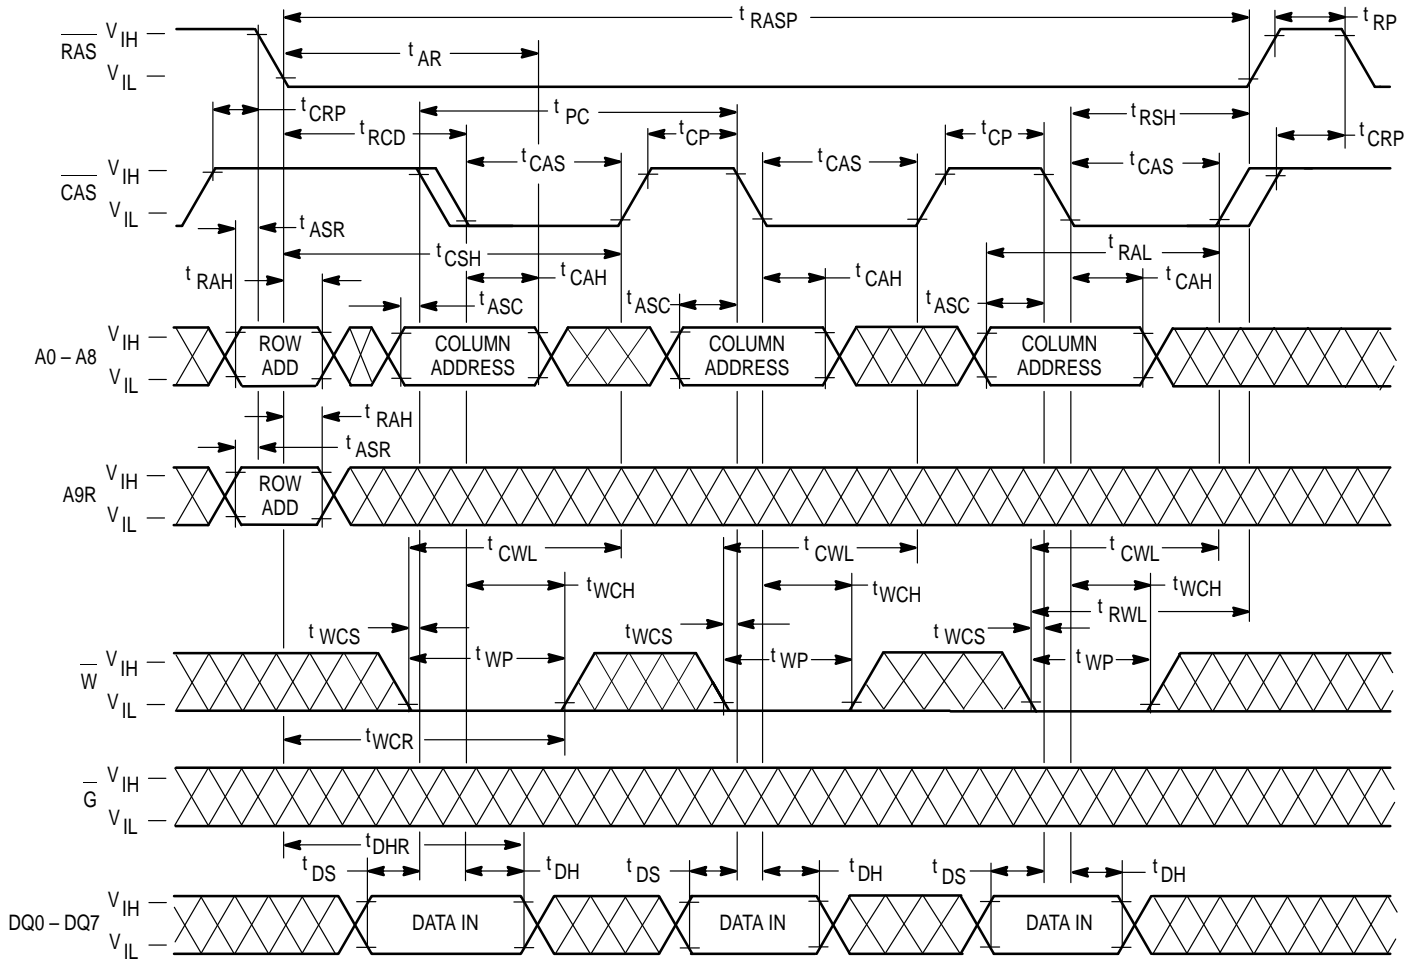 t RASP
t RP
RAS
V IH
V IL
t AR
t CRP
t PC
t RSH
t RCD
t CP
t CP
t CRP
CAS
V IH
V IL
t CAS
t CAS
t CAS
t ASR
t CSH
t RAL
t RAH
t CAH
t CAH
t CAH
t ASC
t ASC
t ASC
A0 – A8
V IH
V IL
ROW ADD
COLUMN ADDRESS
COLUMN ADDRESS
COLUMN ADDRESS
t RAH
t ASR
A9R
V IH
V IL
ROW ADD
t CWL
t CWL
t CWL
t WCH
t WCH
t WCH
t RWL
t WCS
t WCS
t WCS
W
V IH
V IL
t WP
t WP
t WP
t WCR
G
V IH
V IL
t DHR
t DS
t DH
t DS
t DH
t DS
t DH
DQ0 – DQ7
V IH
V IL
DATA IN
DATA IN
DATA IN